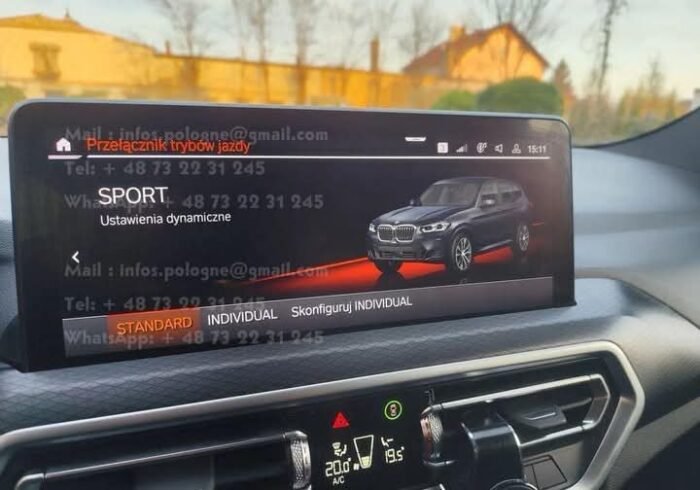 Mail : infos.pologne@gmail.com
Przełącznik trybów jazdy
15:11
Tel: + 48 73 22 31 245
SPORT
WhatsApp: + 48 73 22 31 245
Ustawienia dynamiczne
Mail : infos.pologne@gmail.com
Tel: + 48 73 22 31 245
STANDARD INDIVIDUAL Skonfiguruj INDIVIDUAL
WhatsApp: + 48 73 22 31 245
20.0 19.5
A/C